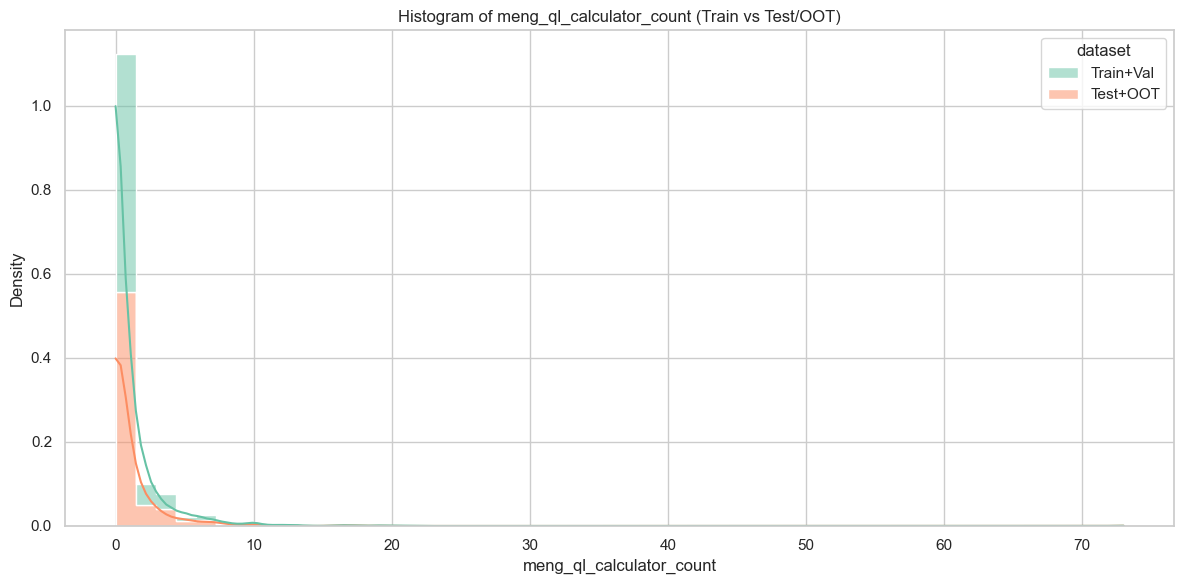 Histogram of meng_ql_calculator_count (Train vs Test/OOT)
dataset
Train+Val
Test+OOT
Density
1.0
0.8
0.6
0.4
0.2
0.0
0 10 20 30 40 50 60 70
meng_ql_calculator_count